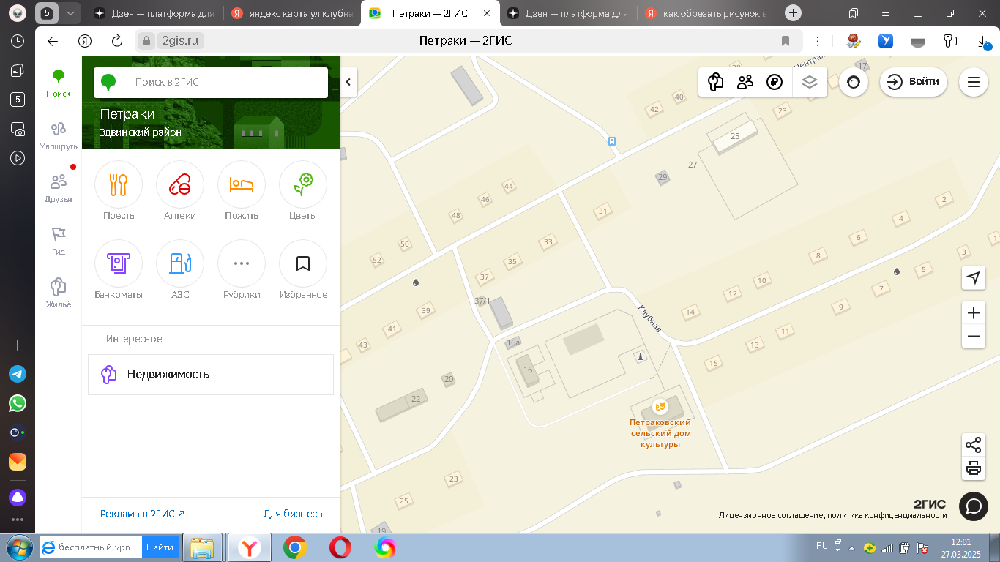 5
Дзен — платформа для
яндекс карта ул клубна
Петраки — 2ГИС
Дзен — платформа для
как обрезать рисунок в
2gis.ru
Петраки — 2ГИС
1
5
Поиск
Маршруты
Друзья
Гид
Жильё
Поиск в 2ГИС
Петраки
Здвинский район
Поесть
Аптеки
Пожить
Цветы
Банкоматы
АЗС
Рубрики
Избранное
Интересное
Недвижимость
Реклама в 2ГИС ↗
Для бизнеса
Войти
17
40
42
23
25
27
29
44
46
48
31
50
33
52
35
37
37/1
39
41
43
2
4
6
8
10
12
14
1
3
5
7
9
11
13
15
Клубная
16а
16
20
22
23
25
19
Петраковский
сельский дом
культуры
2ГИС
Лицензионное соглашение, политика конфиденциальности
бесплатный vpn
Найти
RU
12:01
27.03.2025